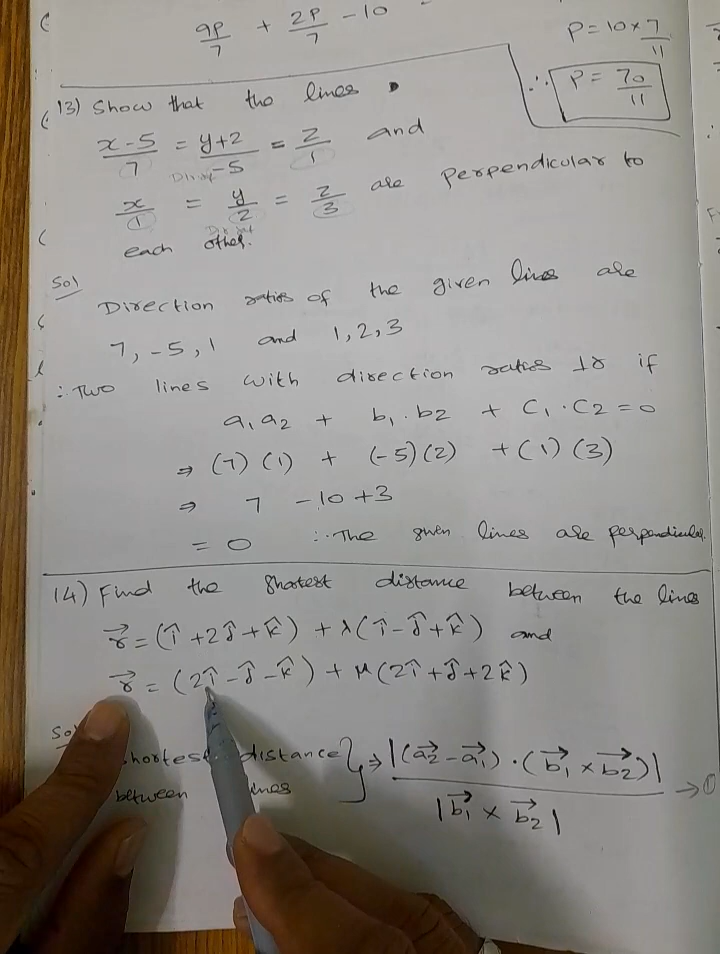 9P/7 + 2P/7 - 10
P = 10 × 7/11
∴ P = 70/11
13) Show that the lines
x-5/7 = y+2/-5 = z/1 and
x/1 = y/2 = z/3 are perpendicular to
each other.
Sol
Direction ratios of the given lines are
7, -5, 1 and 1, 2, 3
∴ Two lines with direction ratios ⊥r if
a₁ a₂ + b₁ . b₂ + C₁ . C₂ = 0
⇒ (7) (1) + (-5) (2) + (1) (3)
⇒ 7 - 10 + 3
= 0 ∴ The given lines are perpendicular.
14) Find the shotest distance between the lines
r⃗ = (î + 2ĵ + k̂) + λ(î - ĵ + k̂) and
r⃗ = (2î - ĵ - k̂) + μ(2î + ĵ + 2k̂)
distance } ⇒ |(a⃗₂ - a⃗₁) . (b⃗₁ × b⃗₂)| / |b⃗₁ × b⃗₂| → ①
between